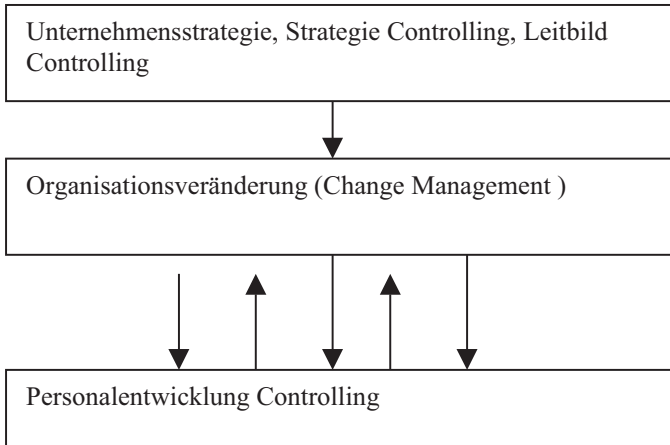 Unternehmensstrategie, Strategie Controlling, Leitbild
Controlling
Organisationsveränderung (Change Management )
Personalentwicklung Controlling